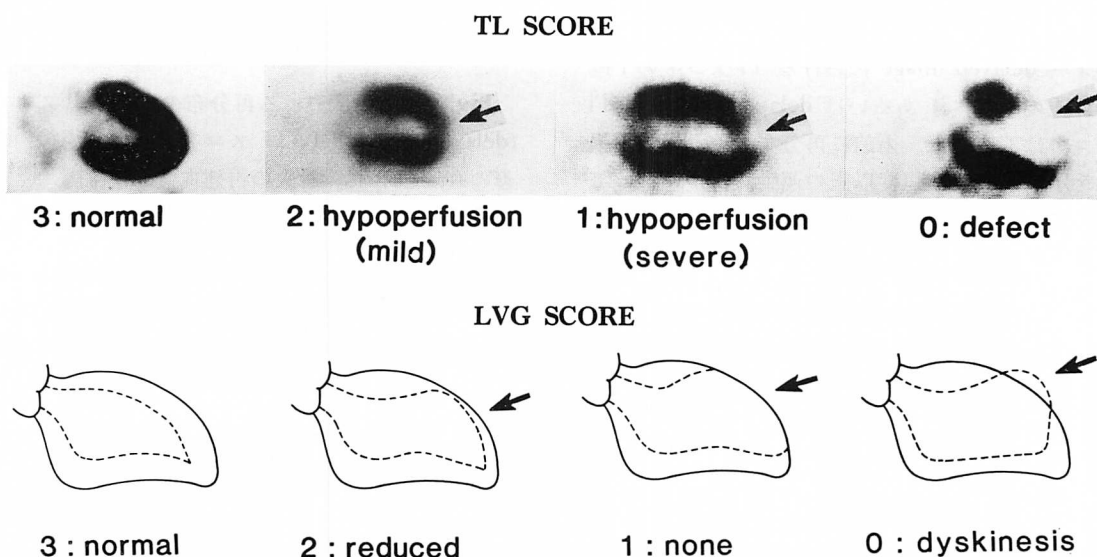 TL SCORE
3: normal
2: hypoperfusion
(mild)
1: hypoperfusion
(severe)
0: defect
LVG SCORE
3 : normal
2 : reduced
1 : none
0 : dyskinesis